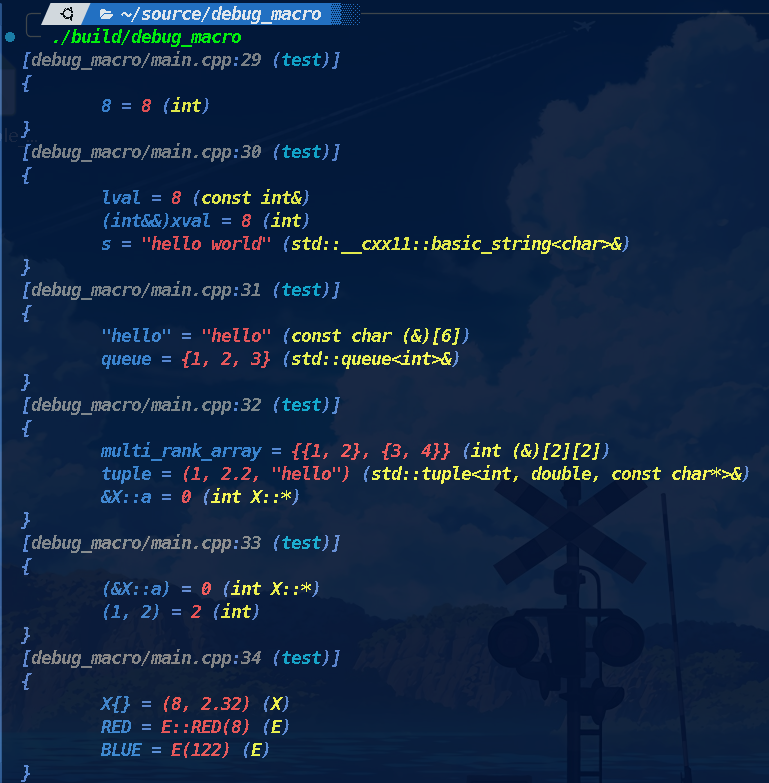 ~/source/debug_macro
./build/debug_macro
[debug_macro/main.cpp:29 (test)]
{
8 = 8 (int)
}
[debug_macro/main.cpp:30 (test)]
{
lval = 8 (const int&)
(int&&)xval = 8 (int)
s = "hello world" (std::__cxx11::basic_string<char>&)
}
[debug_macro/main.cpp:31 (test)]
{
"hello" = "hello" (const char (&)[6])
queue = {1, 2, 3} (std::queue<int>&)
}
[debug_macro/main.cpp:32 (test)]
{
multi_rank_array = {{1, 2}, {3, 4}} (int (&)[2][2])
tuple = (1, 2.2, "hello") (std::tuple<int, double, const char*>&)
&X::a = 0 (int X::*)
}
[debug_macro/main.cpp:33 (test)]
{
(&X::a) = 0 (int X::*)
(1, 2) = 2 (int)
}
[debug_macro/main.cpp:34 (test)]
{
X{} = (8, 2.32) (X)
RED = E::RED(8) (E)
BLUE = E(122) (E)
}